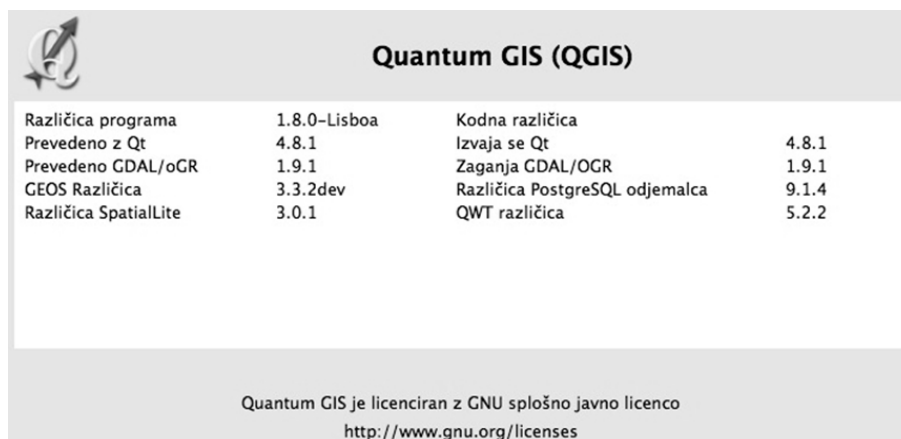 Quantum GIS (QGIS)
Različica programa 1.8.0-Lisboa Kodna različica
Prevedeno z Qt 4.8.1 Izvaja se Qt 4.8.1
Prevedeno GDAL/oGR 1.9.1 Zaganja GDAL/OGR 1.9.1
GEOS Različica 3.3.2dev Različica PostgreSQL odjemalca 9.1.4
Različica SpatialLite 3.0.1 QWT različica 5.2.2
Quantum GIS je licenciran z GNU splošno javno licenco
http://www.gnu.org/licenses